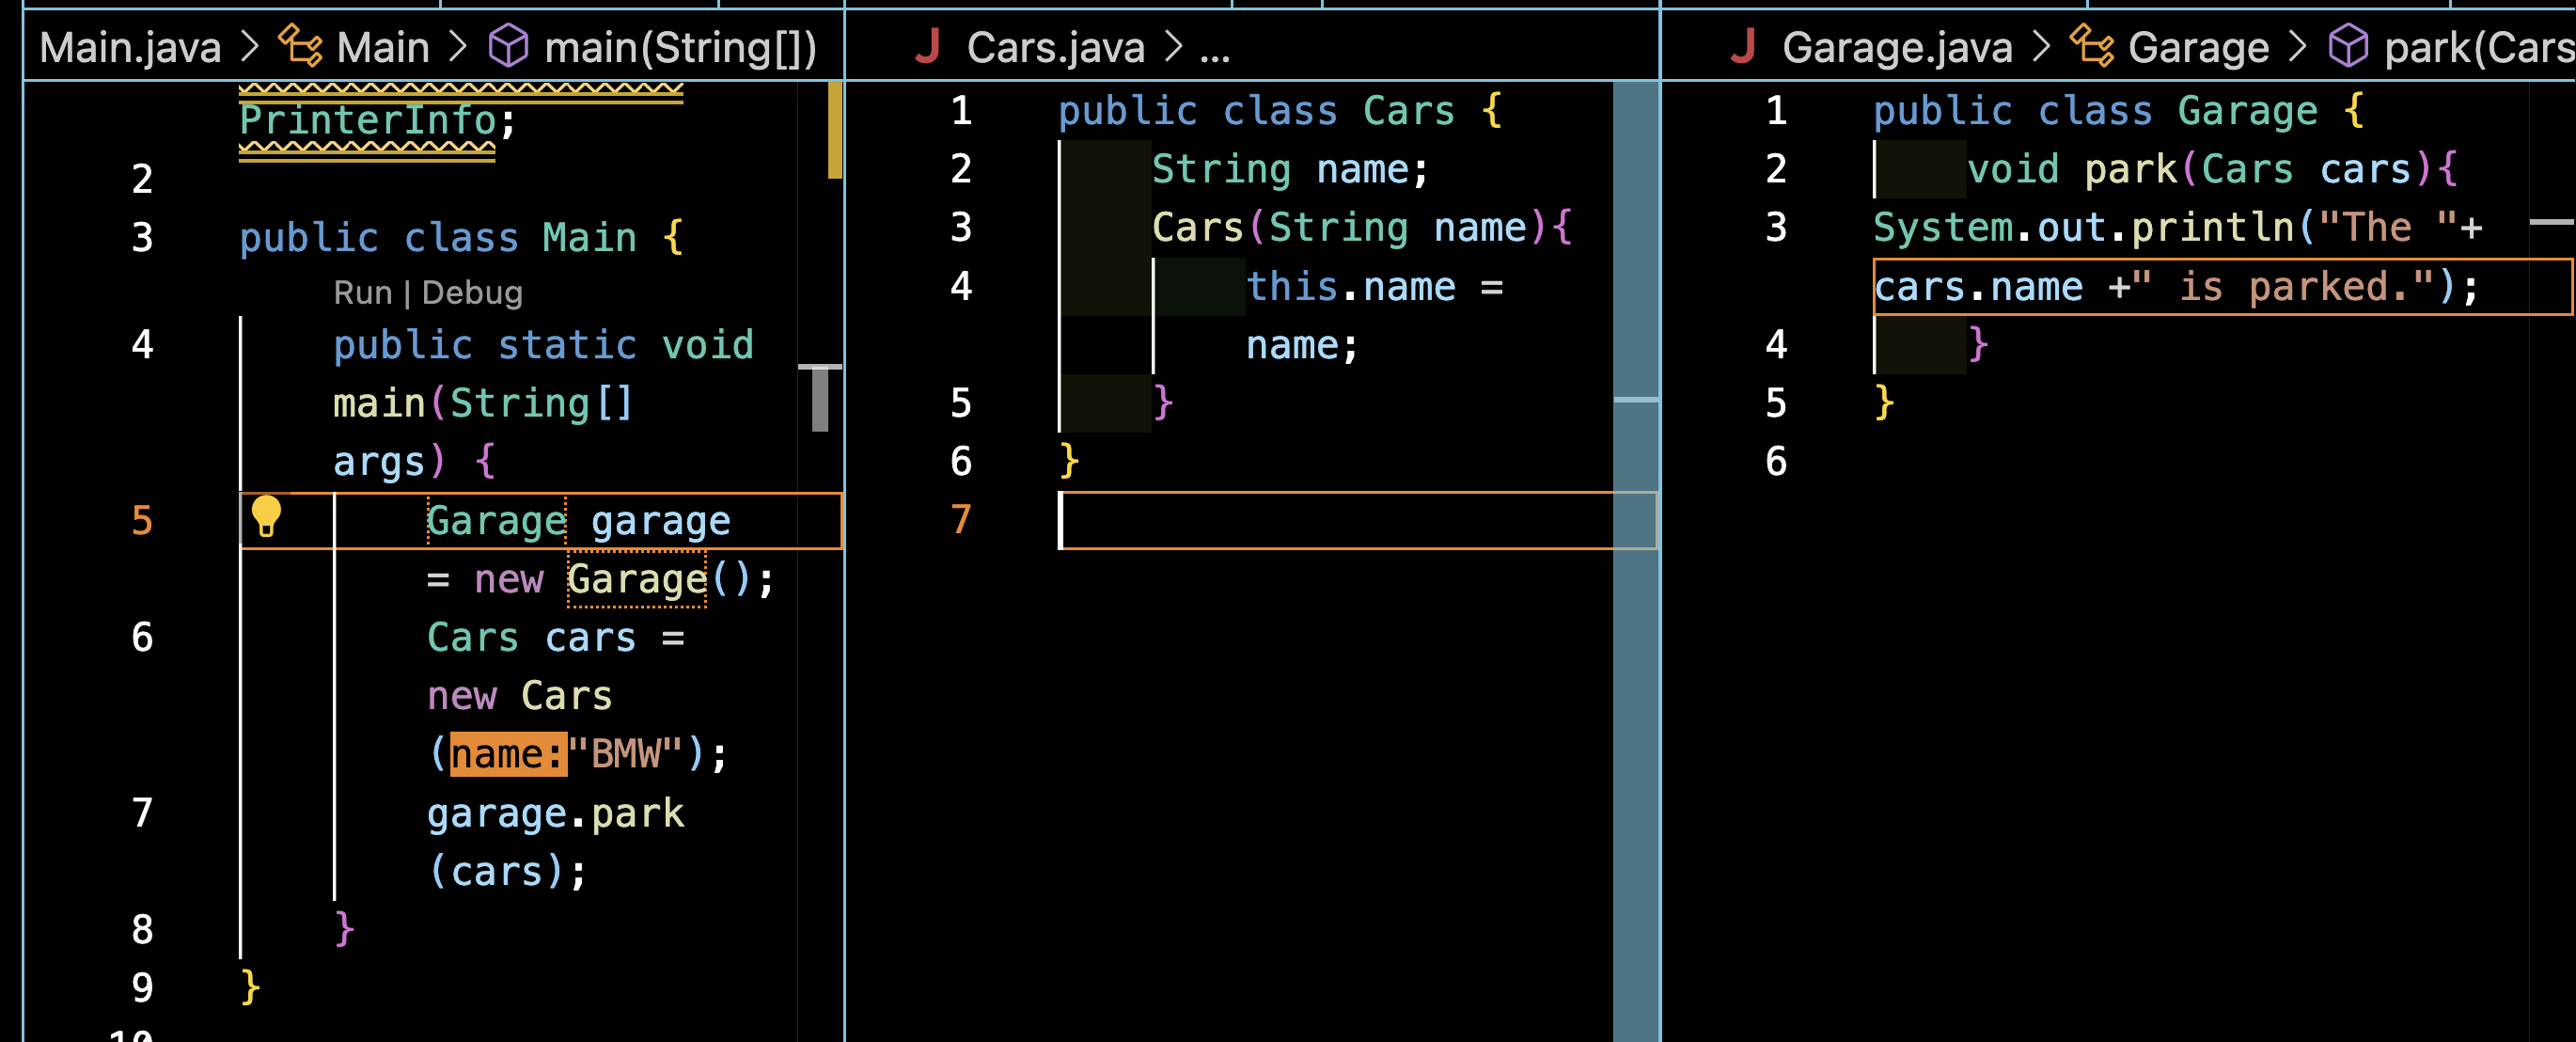 Main.java > Main > main(String[])
PrinterInfo;
2
3 public class Main {
Run | Debug
4 public static void
main(String[]
args) {
5 Garage garage
= new Garage();
6 Cars cars =
new Cars
(name:"BMW");
7 garage.park
(cars);
8 }
9 }
10
J Cars.java > ...
1 public class Cars {
2 String name;
3 Cars(String name){
4 this.name =
name;
5 }
6 }
7
J Garage.java > Garage > park(Cars
1 public class Garage {
2 void park(Cars cars){
3 System.out.println("The "+
cars.name +" is parked.");
4 }
5 }
6